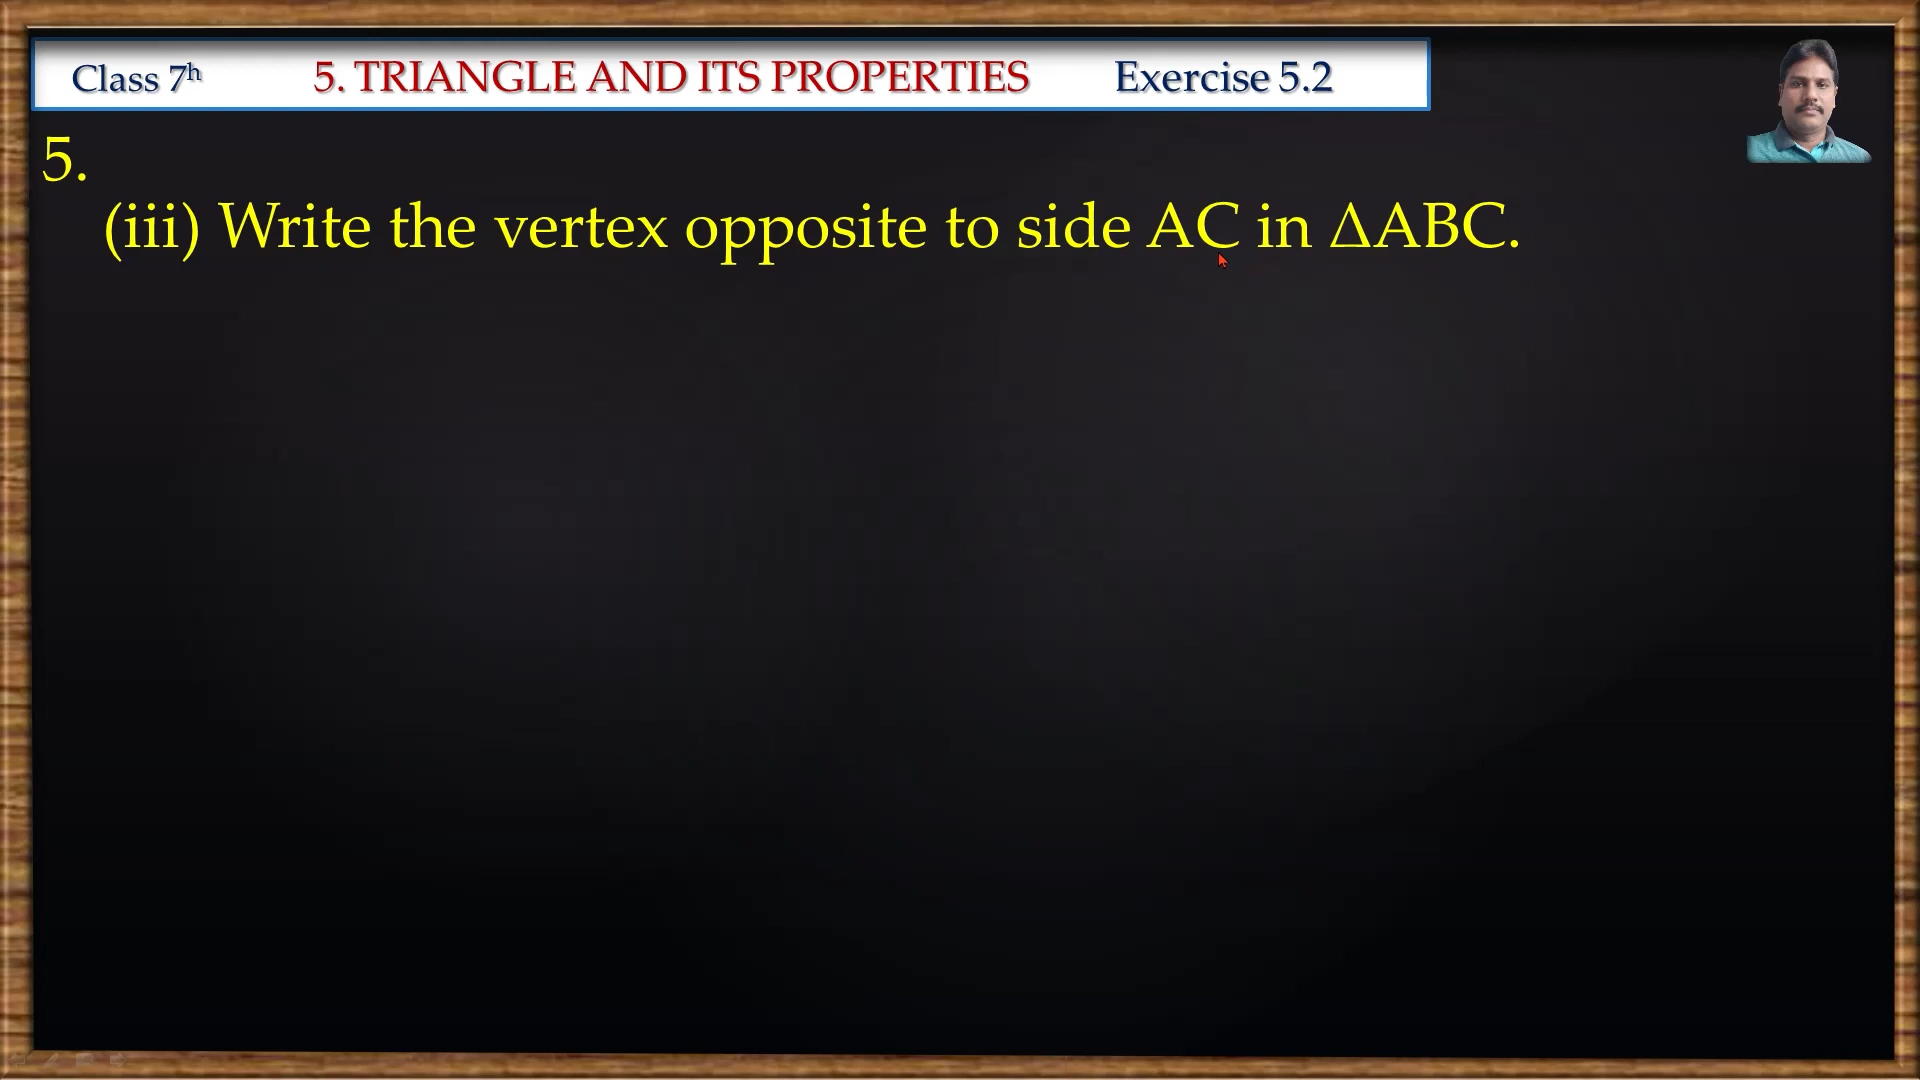 Class 7h 5. TRIANGLE AND ITS PROPERTIES Exercise 5.2
5.
(iii) Write the vertex opposite to side AC in ΔABC.